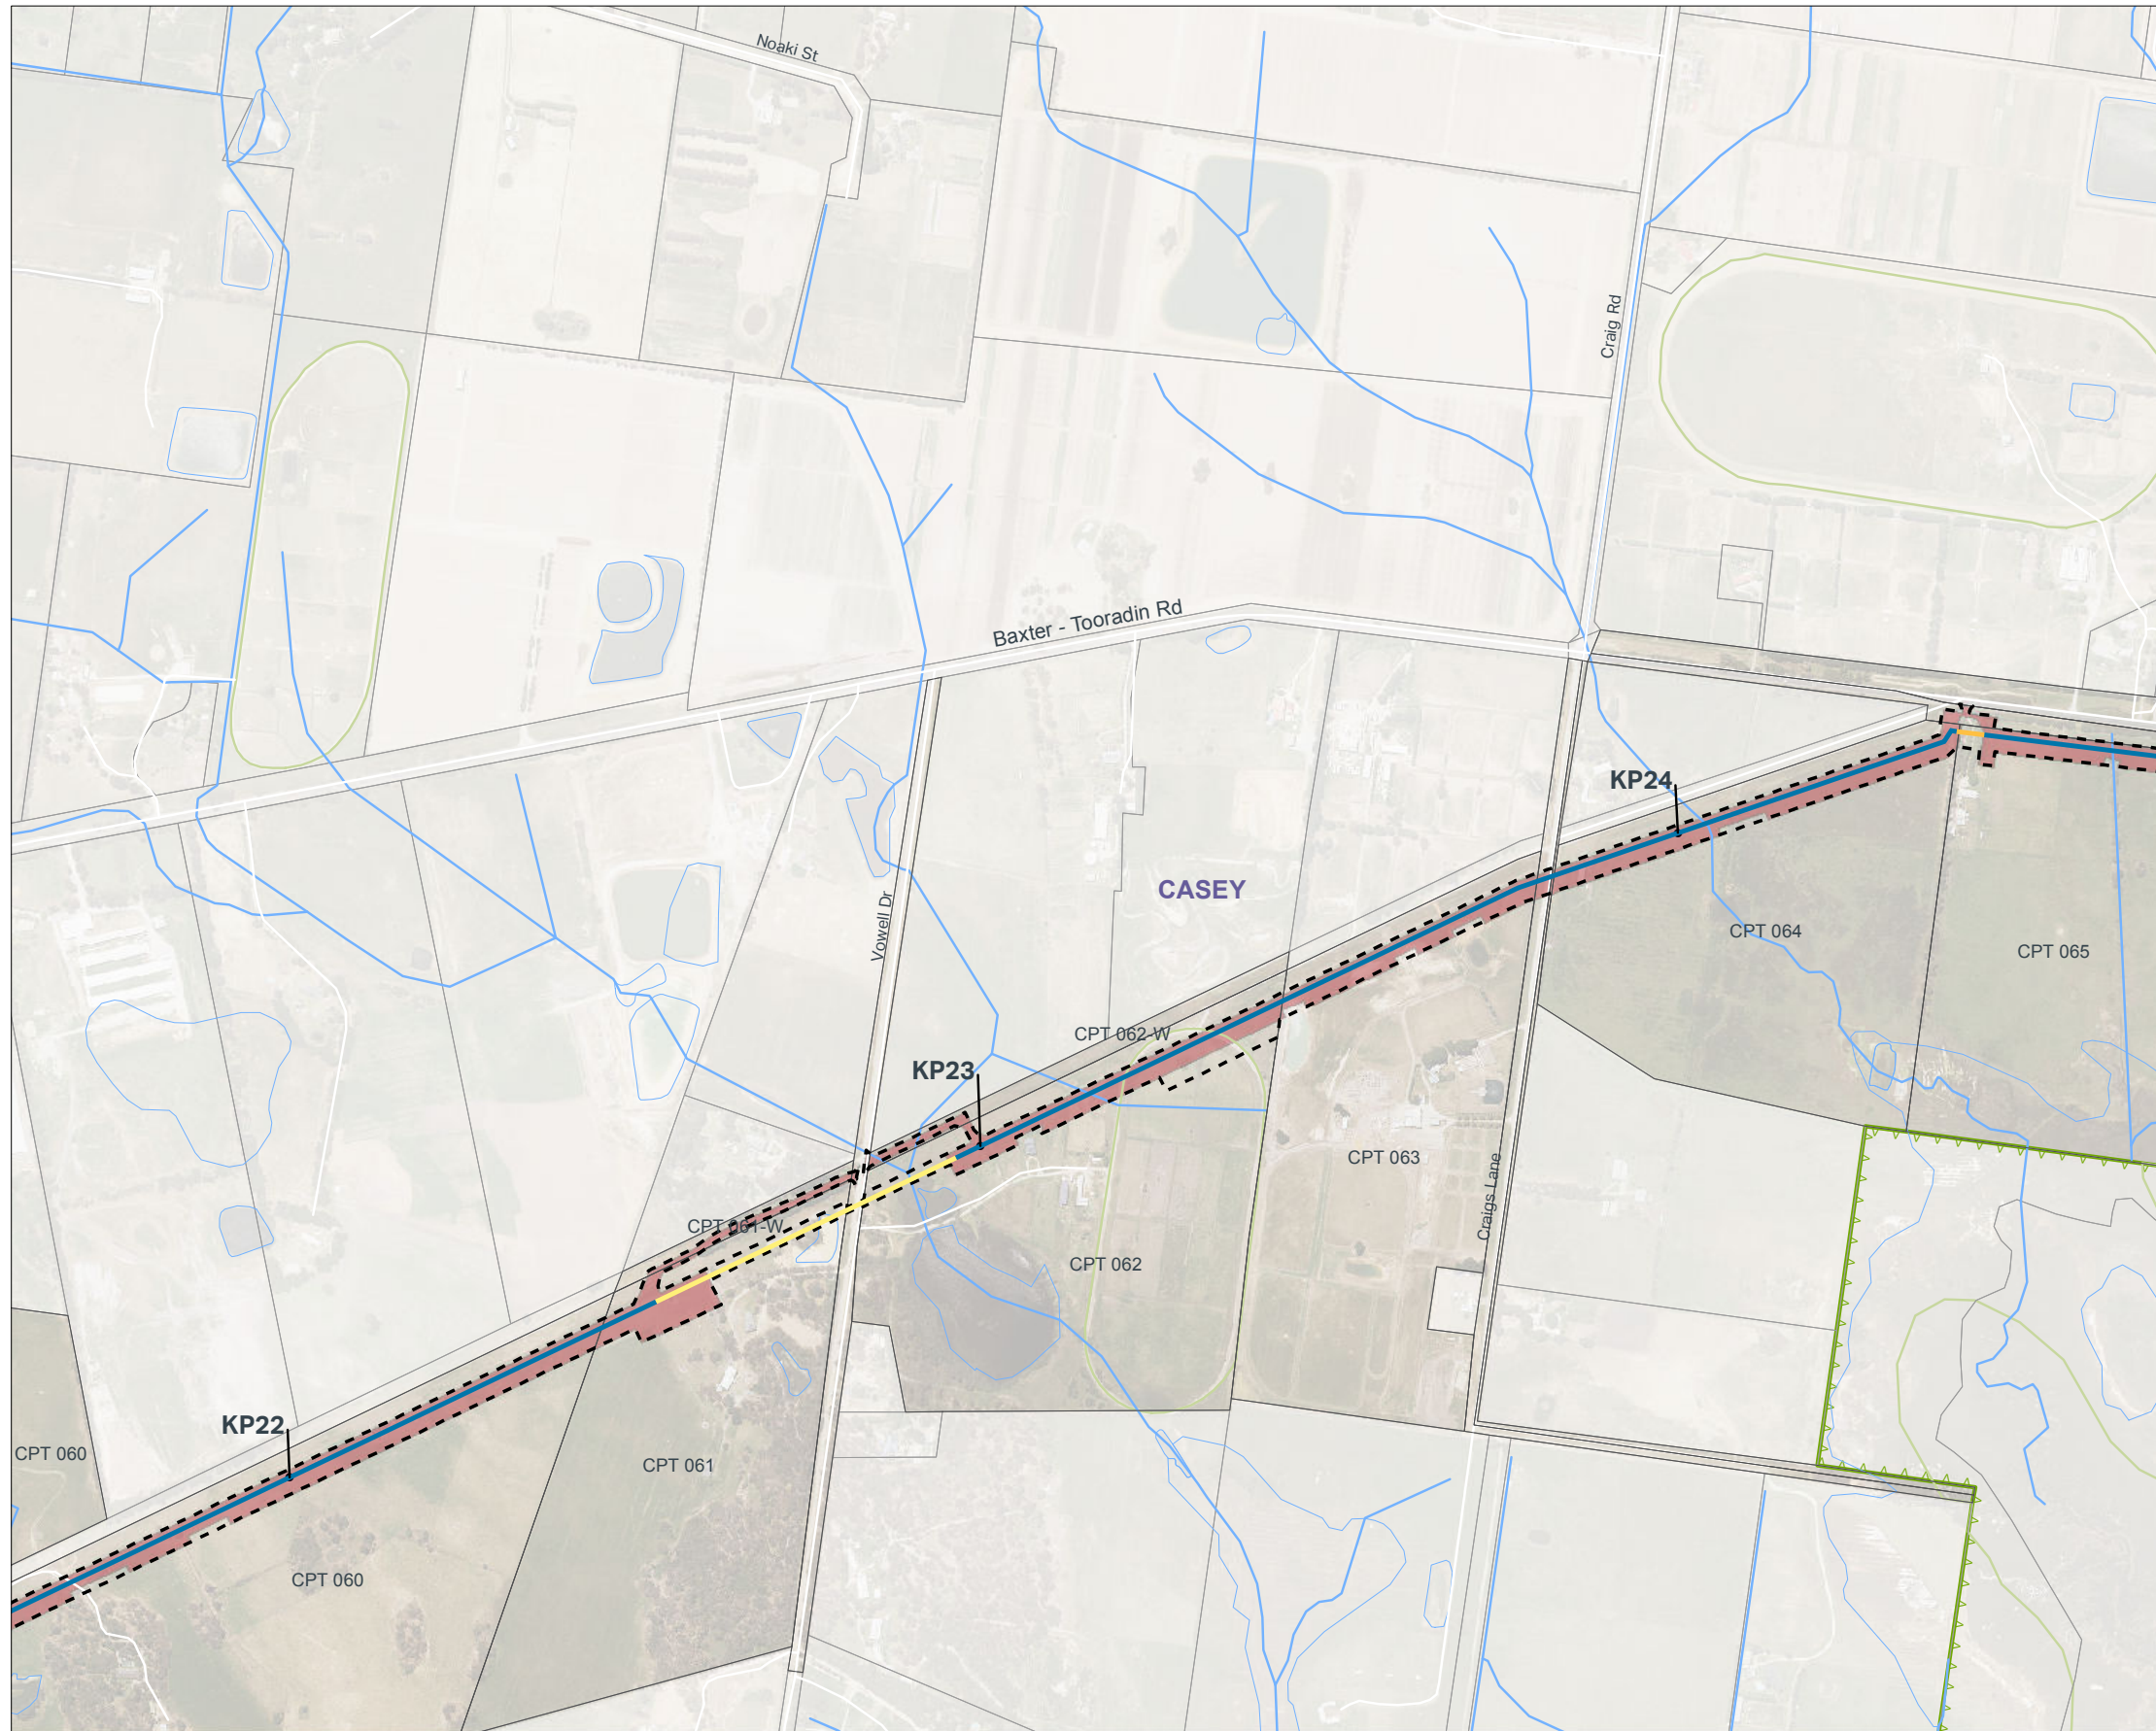 Noaki St
Craig Rd
Baxter - Tooradin Rd
KP24
CASEY
Vowell Dr
CPT 064
CPT 065
CPT 062-W
KP23
CPT 063
Craigs Lane
CPT 061-W
CPT 062
KP22
CPT 060
CPT 061
CPT 060